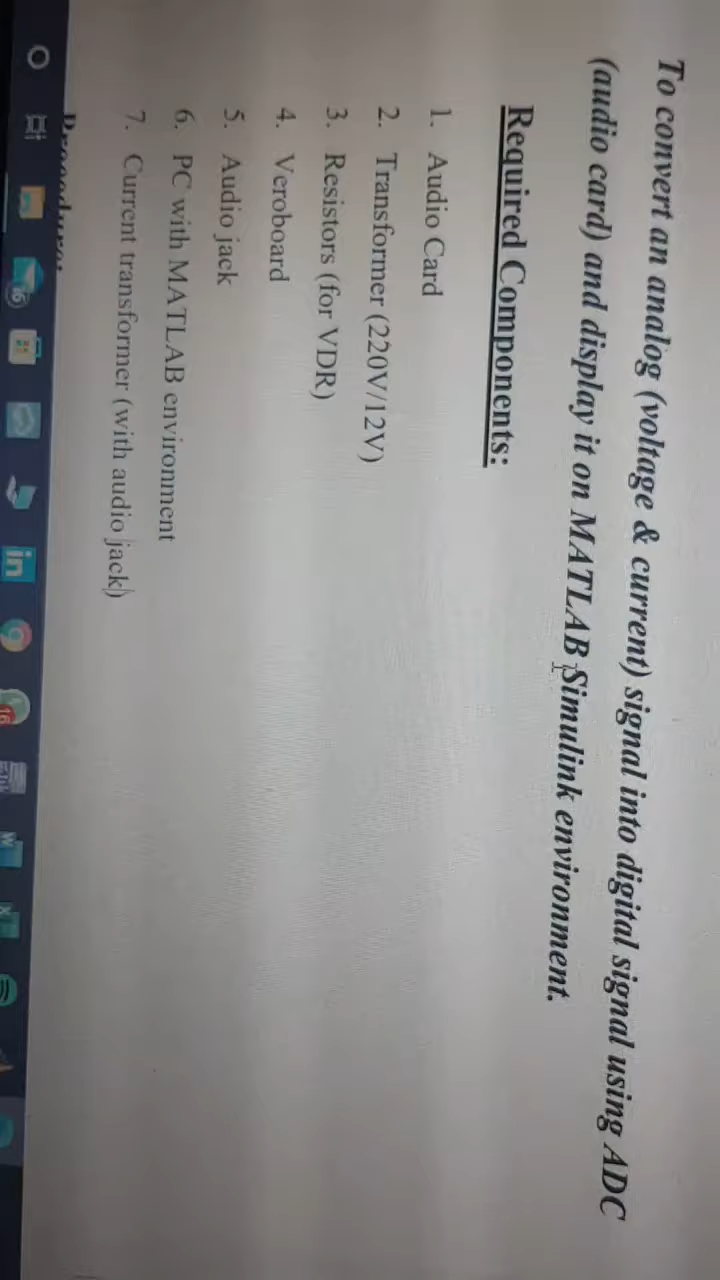 To convert an analog (voltage & current) signal into digital signal using ADC
(audio card) and display it on MATLAB Simulink environment.
Required Components:
1. Audio Card
2. Transformer (220V/12V)
3. Resistors (for VDR)
4. Veroboard
5. Audio jack
6. PC with MATLAB environment
7. Current transformer (with audio jack)
Procedure: